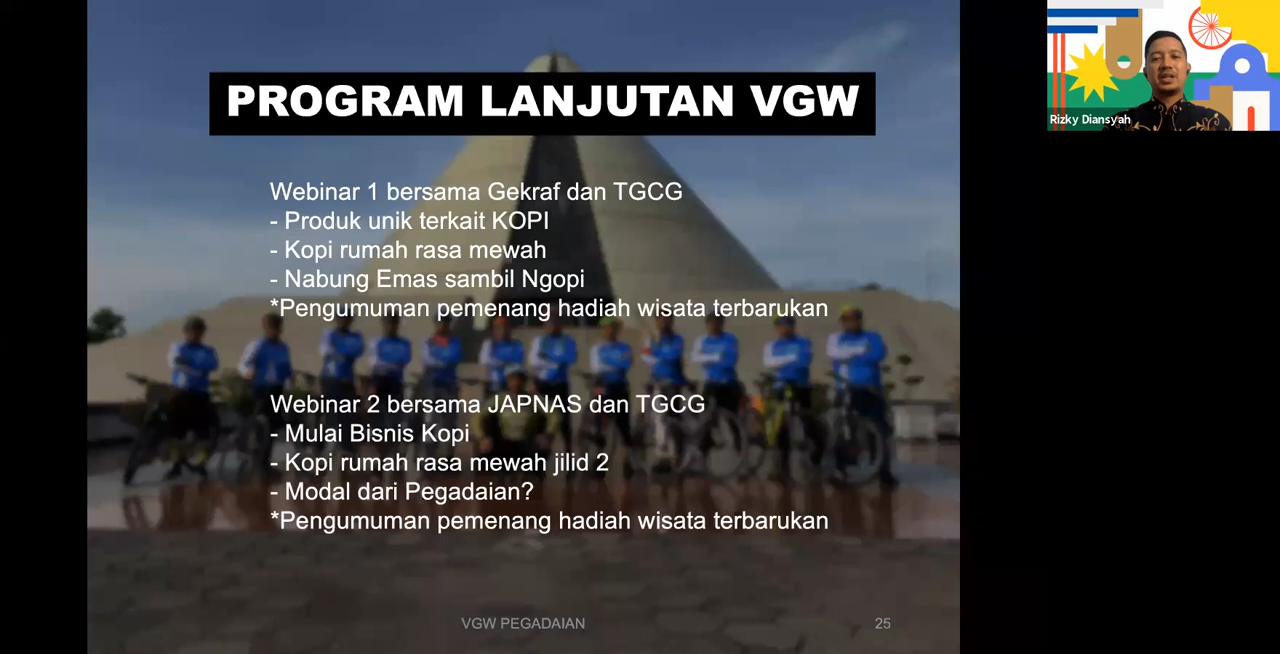 PROGRAM LANJUTAN VGW
Webinar 1 bersama Gekraf dan TGCG
- Produk unik terkait KOPI
- Kopi rumah rasa mewah
- Nabung Emas sambil Ngopi
*Pengumuman pemenang hadiah wisata terbarukan
Webinar 2 bersama JAPNAS dan TGCG
- Mulai Bisnis Kopi
- Kopi rumah rasa mewah jilid 2
- Modal dari Pegadaian?
*Pengumuman pemenang hadiah wisata terbarukan
VGW PEGADAIAN
25
Rizky Diansyah